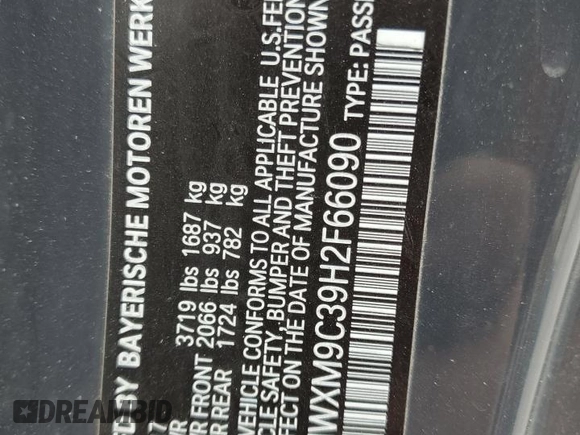 BAYERISCHE MOTOREN WERK
7
3719 lbs 1687 kg
FRONT 2066 lbs 937 kg
REAR 1724 lbs 782 kg
VEHICLE CONFORMS TO ALL APPLICABLE U.S.FE
SAFETY, BUMPER AND THEFT PREVENTION
ON THE DATE OF MANUFACTURE SHOWN
WXM9C39H2F66090 TYPE: PASS
DREAMBID